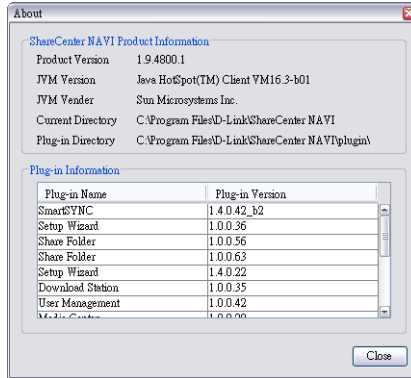 About
ShareCenter NAVI Product Information
Product Version 1.9.4800.1
JVM Version Java HotSpot(TM) Client VM16.3-b01
JVM Vender Sun Microsystems Inc.
Current Directory C:\Program Files\D-Link\ShareCenter NAVI
Plug-in Directory C:\Program Files\D-Link\ShareCenter NAVI\plugin\
Plug-in Information
Plug-in Name Plug-in Version
SmartSYNC 1.4.0.42_b2
Setup Wizard 1.0.0.36
Share Folder 1.0.0.56
Share Folder 1.0.0.63
Setup Wizard 1.4.0.22
Download Station 1.0.0.35
User Management 1.0.0.42
Media Center
Close